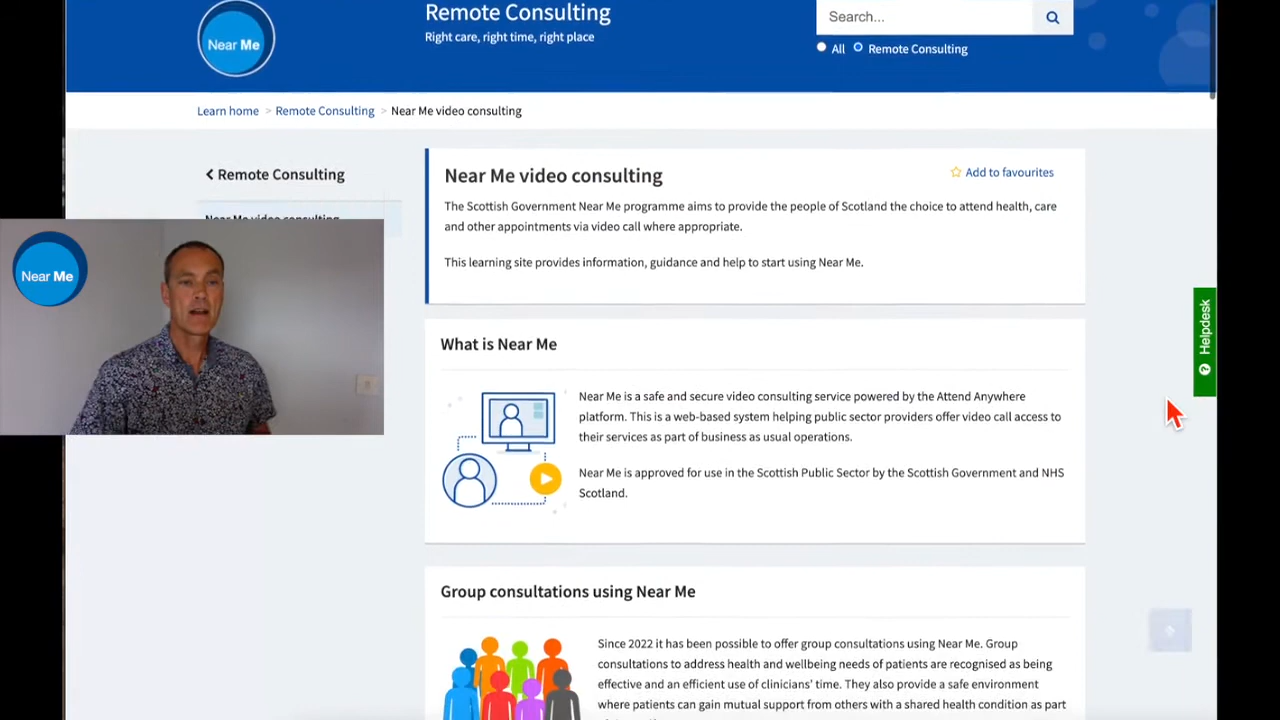 Remote Consulting
Right care, right time, right place
Near Me
Search...
All
Remote Consulting
Learn home > Remote Consulting > Near Me video consulting
Remote Consulting
Near Me video consulting
Near Me
Near Me video consulting
Add to favourites
The Scottish Government Near Me programme aims to provide the people of Scotland the choice to attend health, care
and other appointments via video call where appropriate.
This learning site provides information, guidance and help to start using Near Me.
Helpdesk
What is Near Me
Near Me is a safe and secure video consulting service powered by the Attend Anywhere
platform. This is a web-based system helping public sector providers offer video call access to
their services as part of business as usual operations.
Near Me is approved for use in the Scottish Public Sector by the Scottish Government and NHS
Scotland.
Group consultations using Near Me
Since 2022 it has been possible to offer group consultations using Near Me. Group
consultations to address health and wellbeing needs of patients are recognised as being
effective and an efficient use of clinicians' time. They also provide a safe environment
where patients can gain mutual support from others with a shared health condition as part